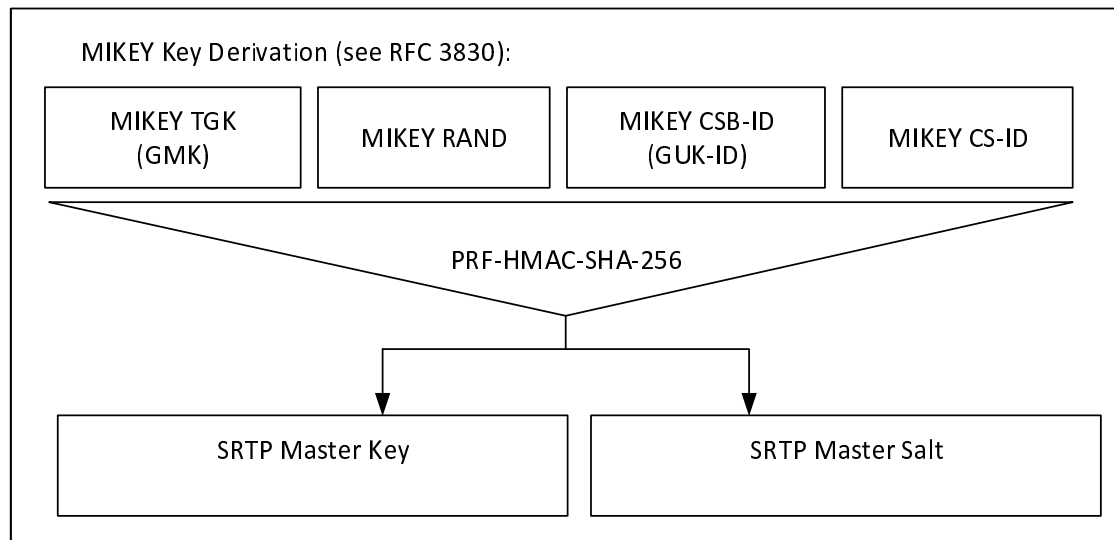 MIKEY Key Derivation (see RFC 3830):
MIKEY TGK
(GMK)
MIKEY RAND
MIKEY CSB-ID
(GUK-ID)
MIKEY CS-ID
PRF-HMAC-SHA-256
SRTP Master Key
SRTP Master Salt